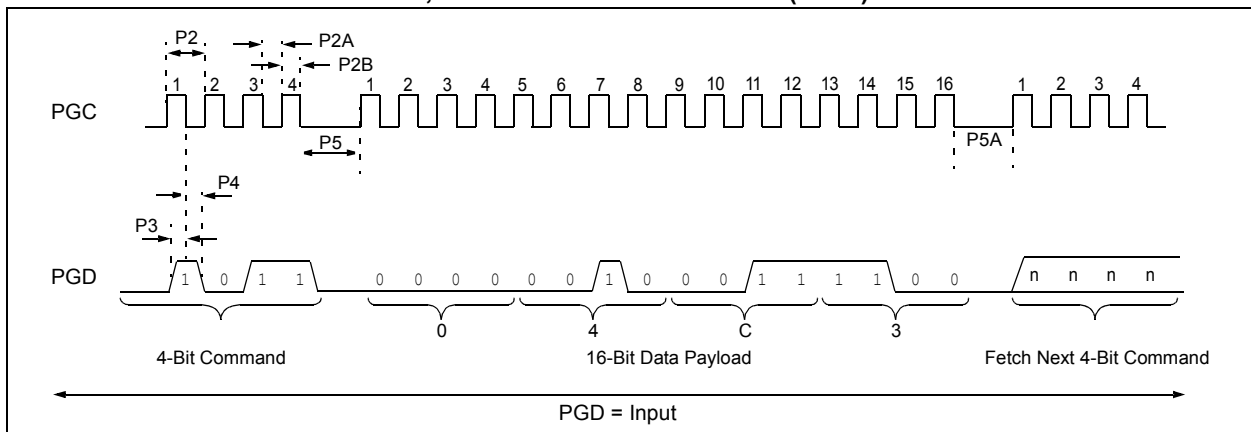 P2
P2A
P2B
1 2 3 4 1 2 3 4 5 6 7 8 9 10 11 12 13 14 15 16 1 2 3 4
PGC
P5
P5A
P4
P3
PGD
1 0 1 1 0 0 0 0 0 0 1 0 0 0 1 1 1 1 0 0 n n n n
0 4 C 3
4-Bit Command 16-Bit Data Payload Fetch Next 4-Bit Command
PGD = Input